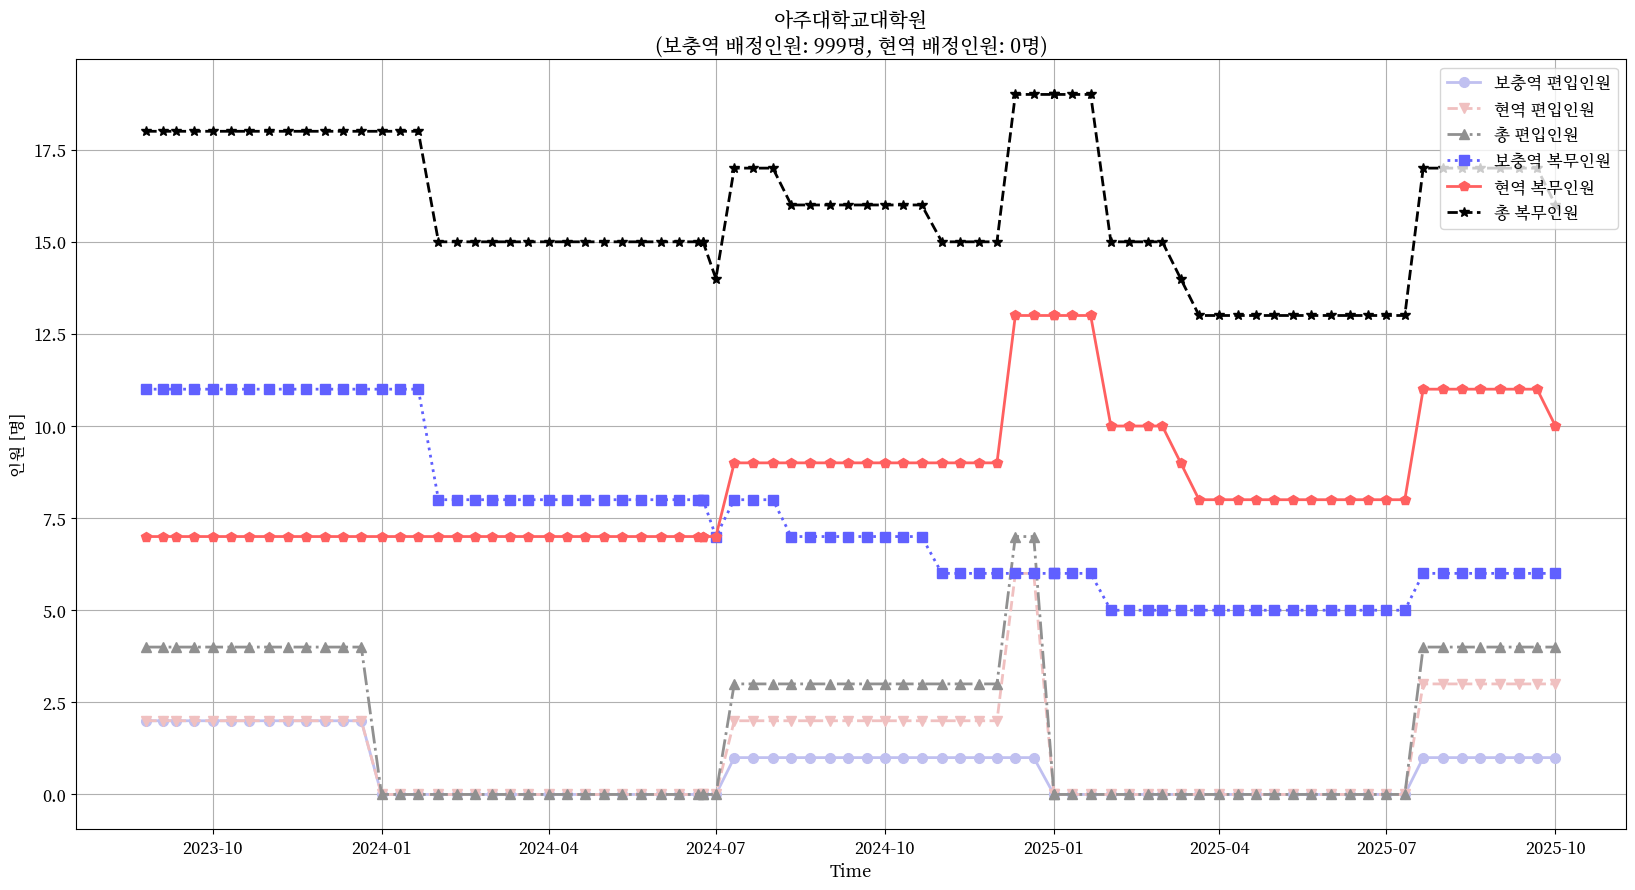 아주대학교대학원
(보충역 배정인원: 999명, 현역 배정인원: 0명)
보충역 편입인원
현역 편입인원
총 편입인원
보충역 복무인원
현역 복무인원
총 복무인원
인원 [명]
17.5
15.0
12.5
10.0
7.5
5.0
2.5
0.0
2023-10
2024-01
2024-04
2024-07
2024-10
2025-01
2025-04
2025-07
2025-10
Time